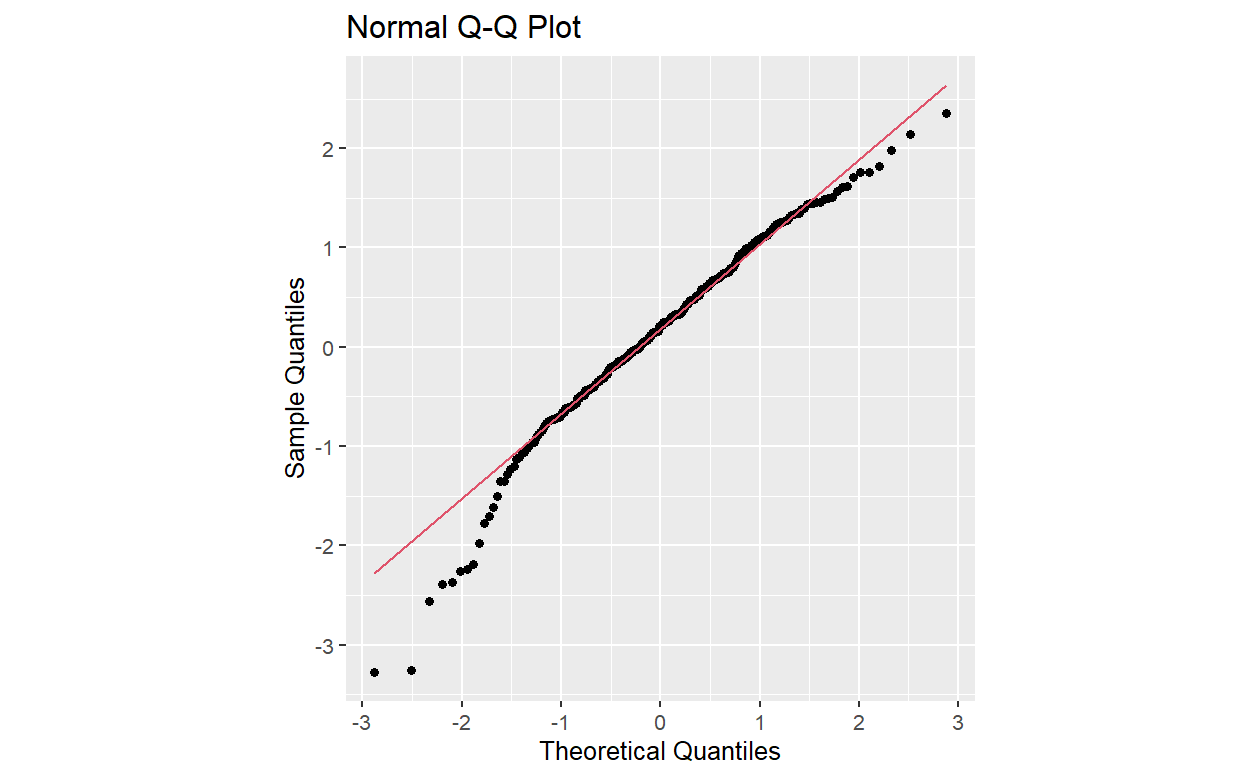 Normal Q-Q Plot
Sample Quantiles
2
1
0
-1
-2
-3
-3 -2 -1 0 1 2 3
Theoretical Quantiles